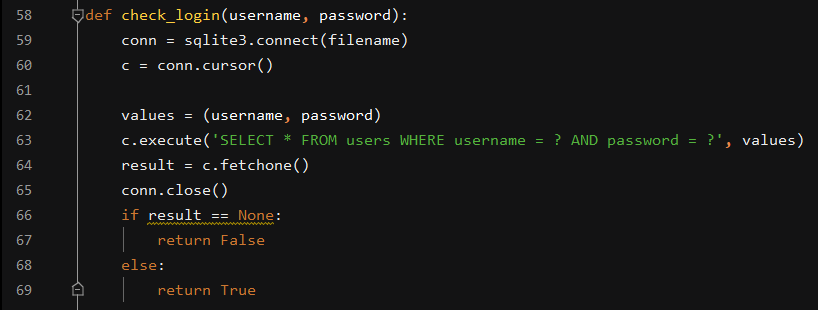 58 def check_login(username, password):
59     conn = sqlite3.connect(filename)
60     c = conn.cursor()
61
62     values = (username, password)
63     c.execute('SELECT * FROM users WHERE username = ? AND password = ?', values)
64     result = c.fetchone()
65     conn.close()
66     if result == None:
67         return False
68     else:
69         return True